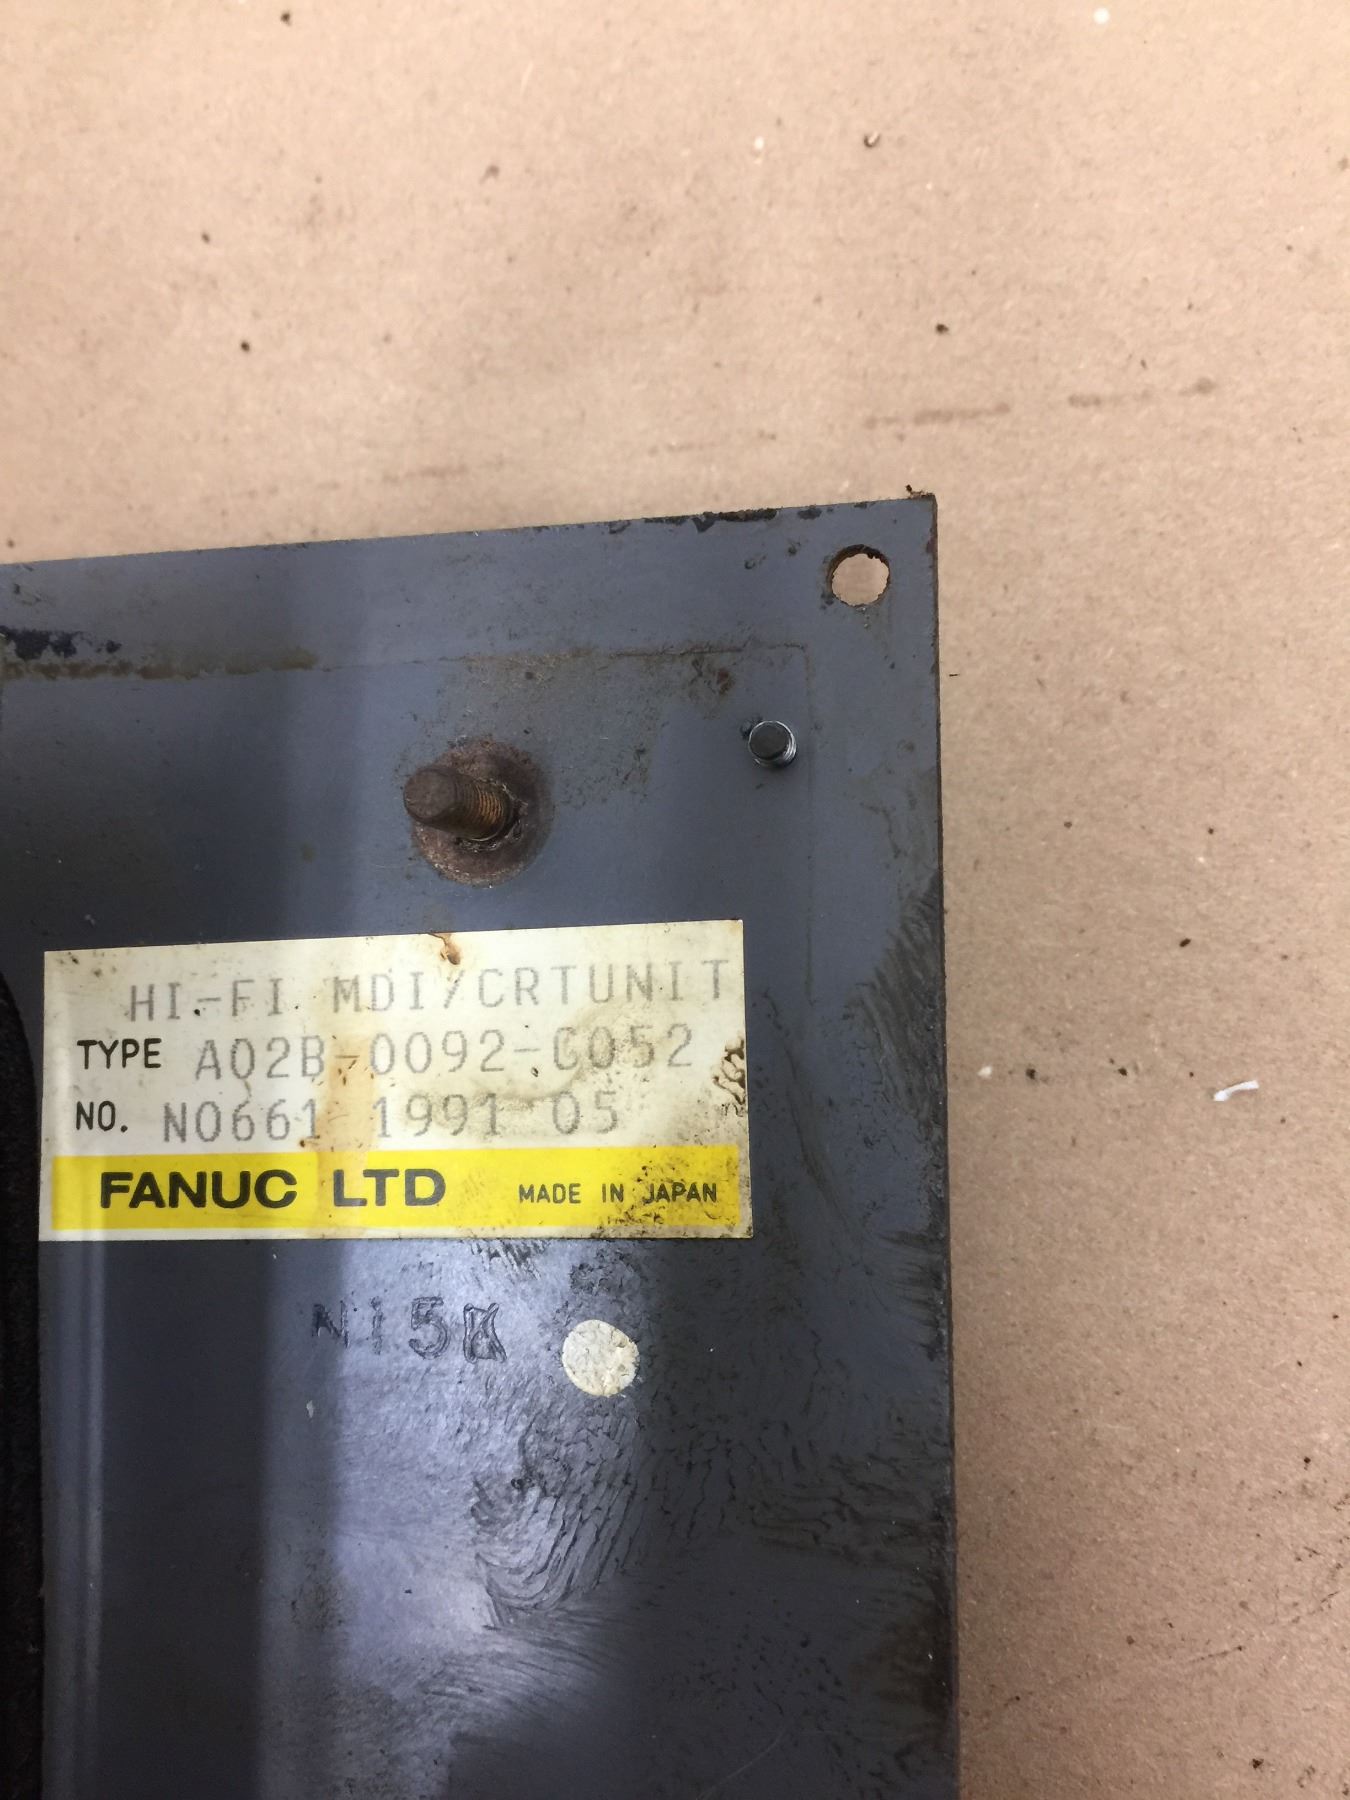 HI-FI MDI/CRTUNIT
TYPE A02B-0092-C052
NO. N0661 1991 05
FANUC LTD MADE IN JAPAN